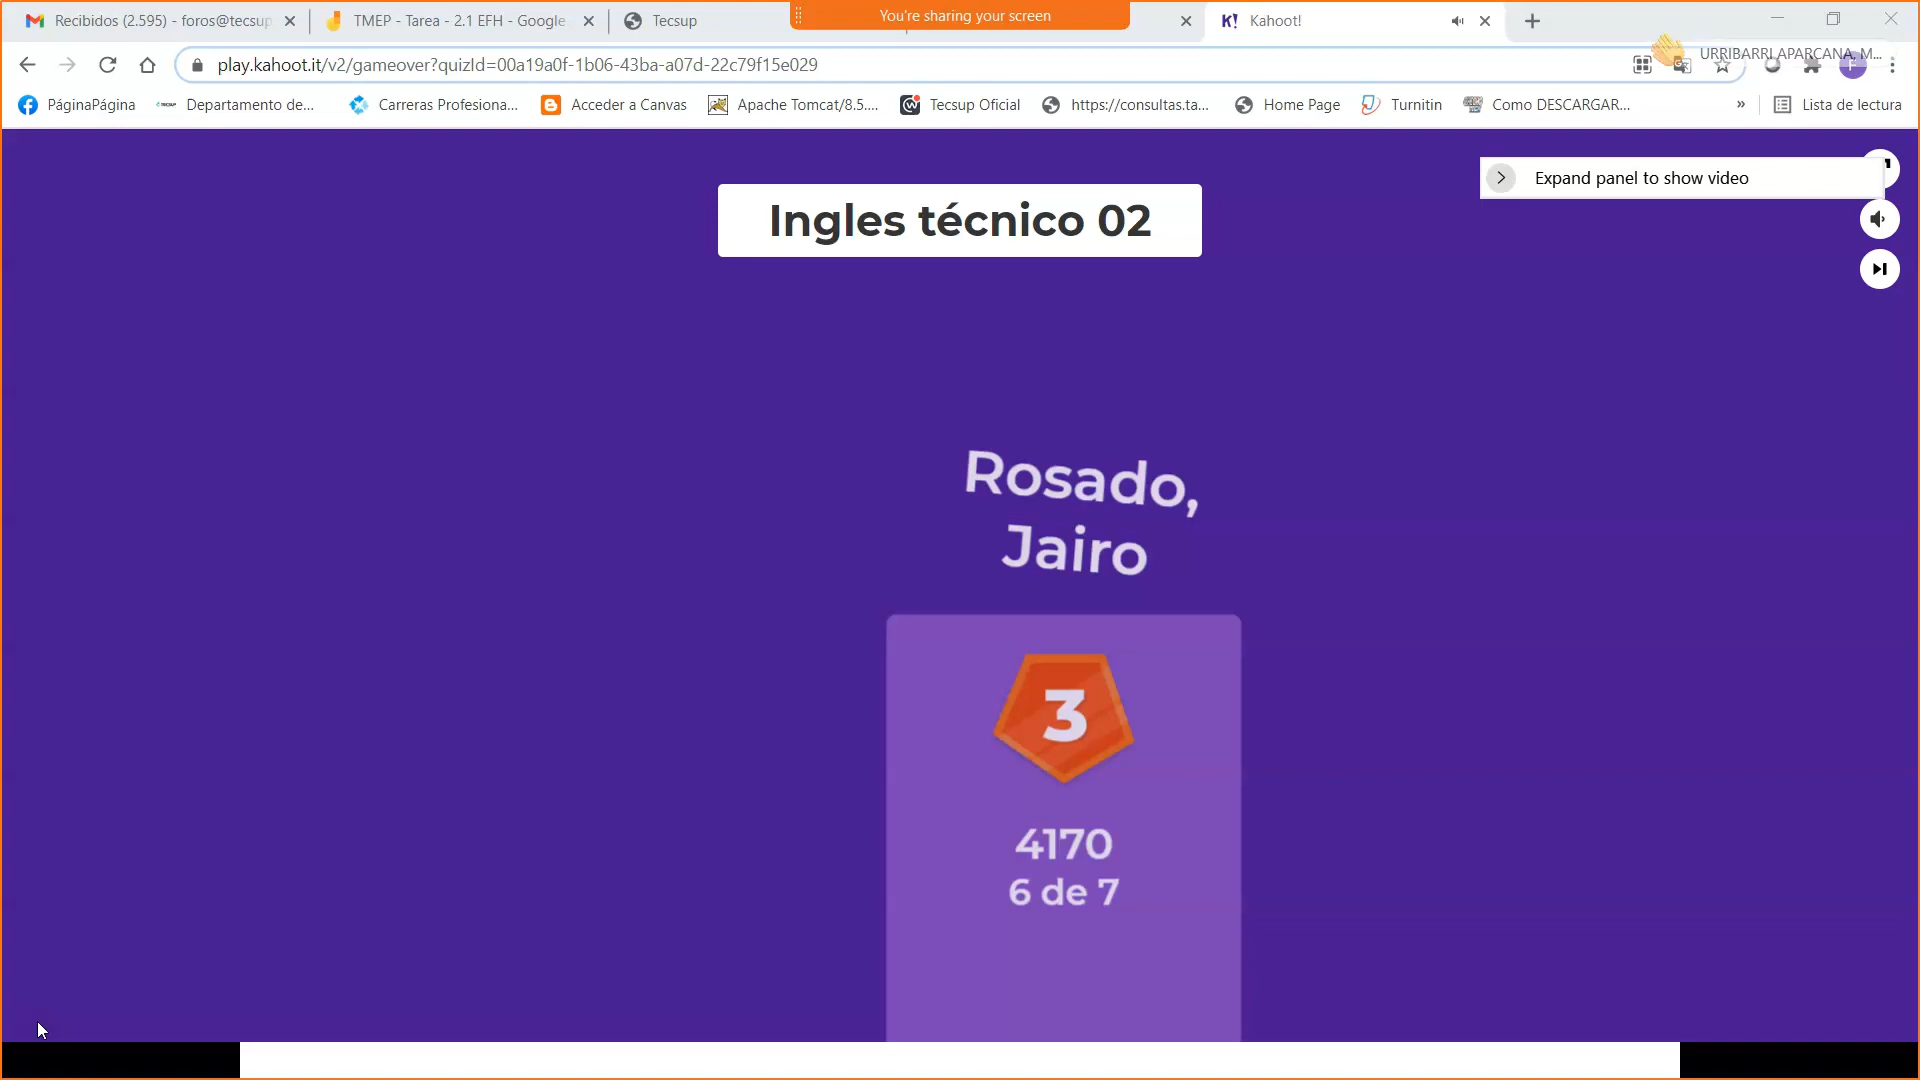 Recibidos (2.595) - foros@tecsup
TMEP - Tarea - 2.1 EFH - Google
Tecsup
You're sharing your screen
K! Kahoot!
play.kahoot.it/v2/gameover?quizId=00a19a0f-1b06-43ba-a07d-22c79f15e029
URRIBARRI APARCANA, M...
F
PáginaPágina
Departamento de...
Carreras Profesiona...
Acceder a Canvas
Apache Tomcat/8.5....
Tecsup Oficial
https://consultas.ta...
Home Page
Turnitin
Como DESCARGAR...
»
Lista de lectura
Expand panel to show video
Ingles técnico 02
Rosado,
Jairo
3
4170
6 de 7